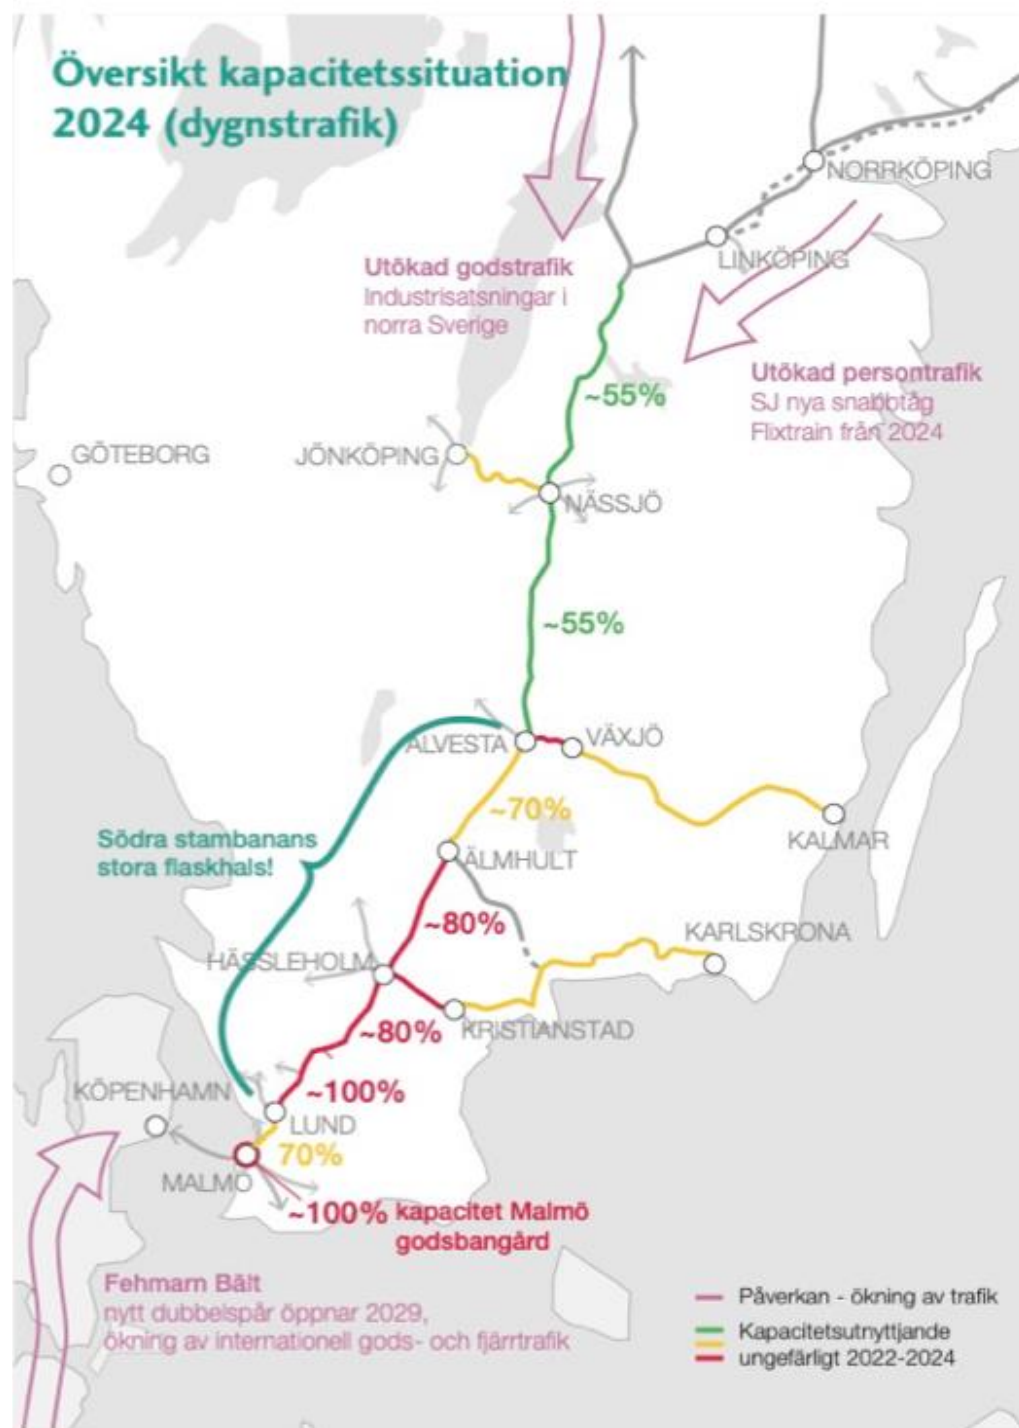 Översikt kapacitetssituation
2024 (dygnstrafik)
NORRKÖPING
LINKÖPING
Utökad godstrafik
Industrisatsningar i
norra Sverige
Utökad persontrafik
SJ nya snabbtåg
Flixtrain från 2024
~55%
GÖTEBORG
JÖNKÖPING
NÄSSJÖ
~55%
ALVESTA
VÄXJÖ
~70%
KALMAR
Södra stambanans
stora flaskhals!
ÄLMHULT
~80%
KARLSKRONA
HÄSSLEHOLM
~80%
KRISTIANSTAD
~100%
KÖPENHAMN
LUND
70%
MALMÖ
~100% kapacitet Malmö
godsbangård
Fehmarn Bält
nytt dubbelspår öppnar 2029,
ökning av internationell gods- och fjärrtrafik
Påverkan - ökning av trafik
Kapacitetsutnyttjande
ungefärligt 2022-2024